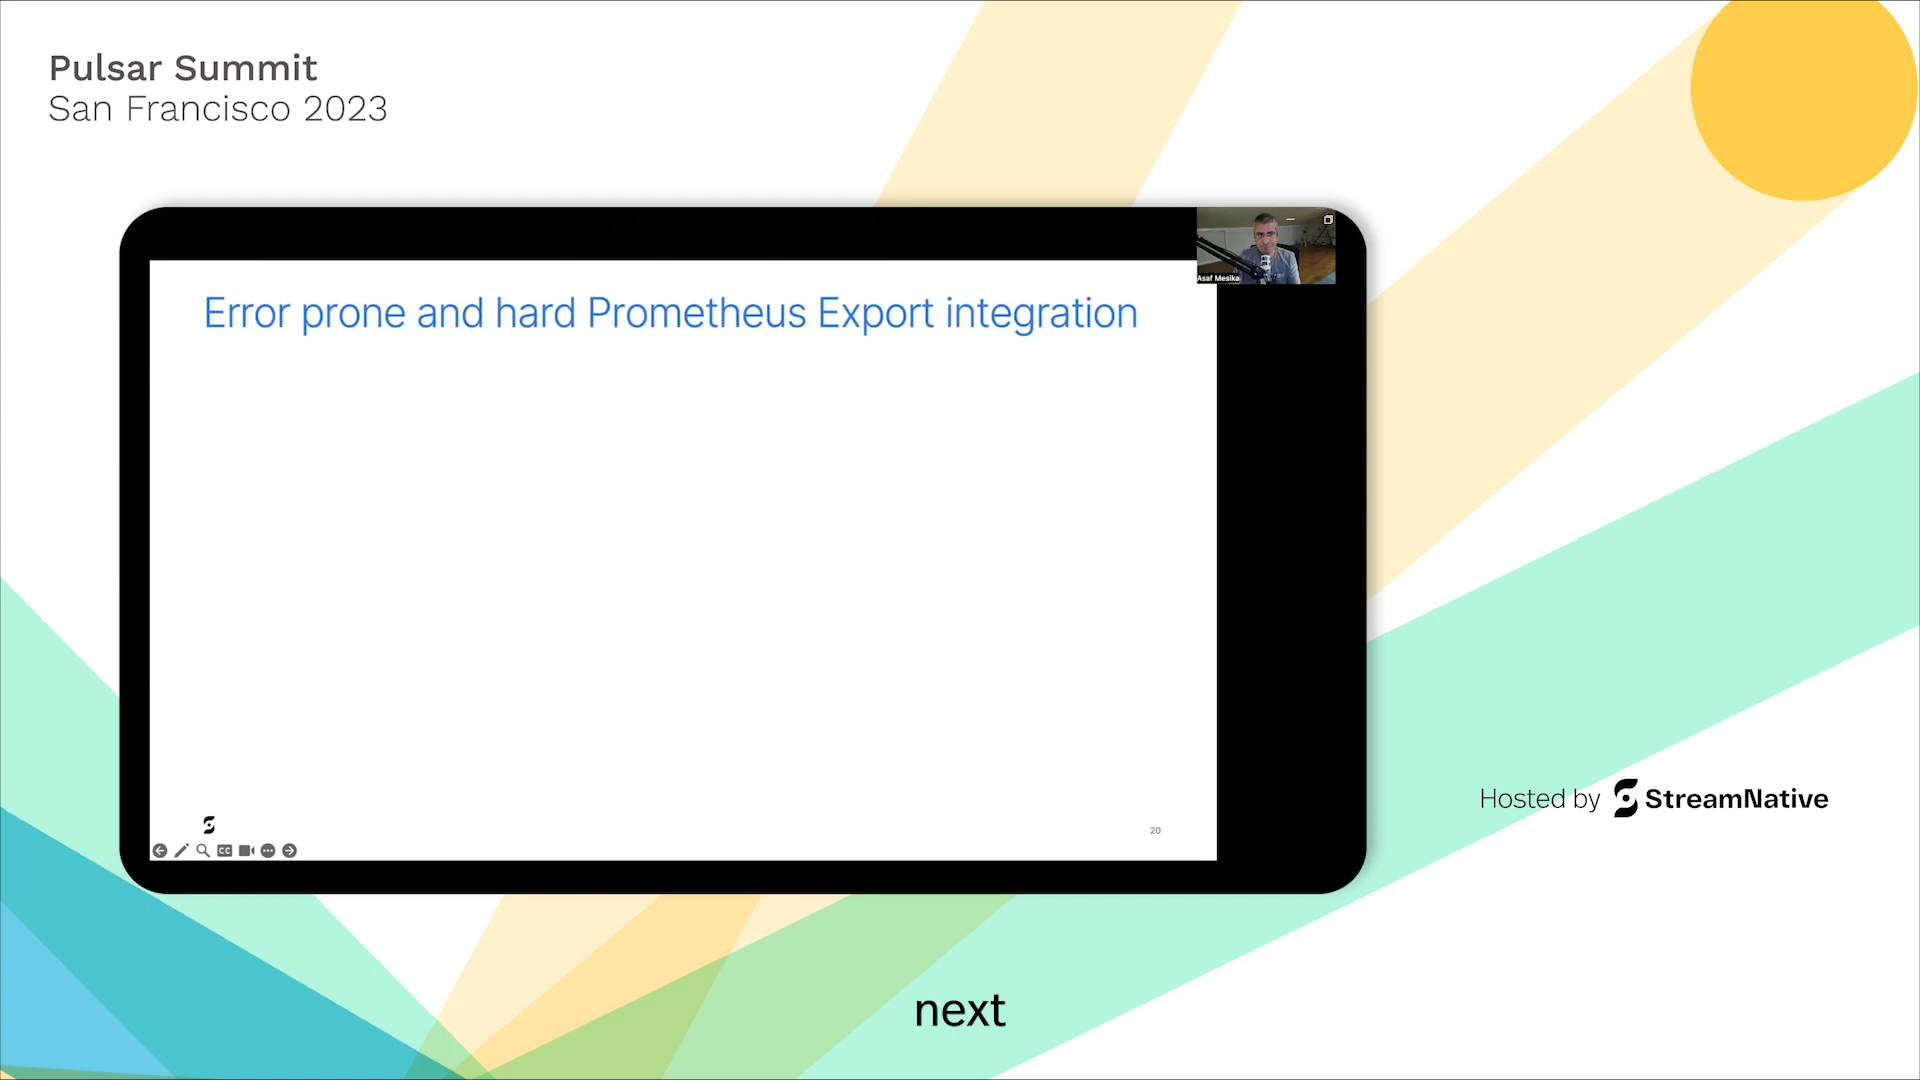 Pulsar Summit
San Francisco 2023
Asaf Mesika
Error prone and hard Prometheus Export integration
20
CC
Hosted by StreamNative
next